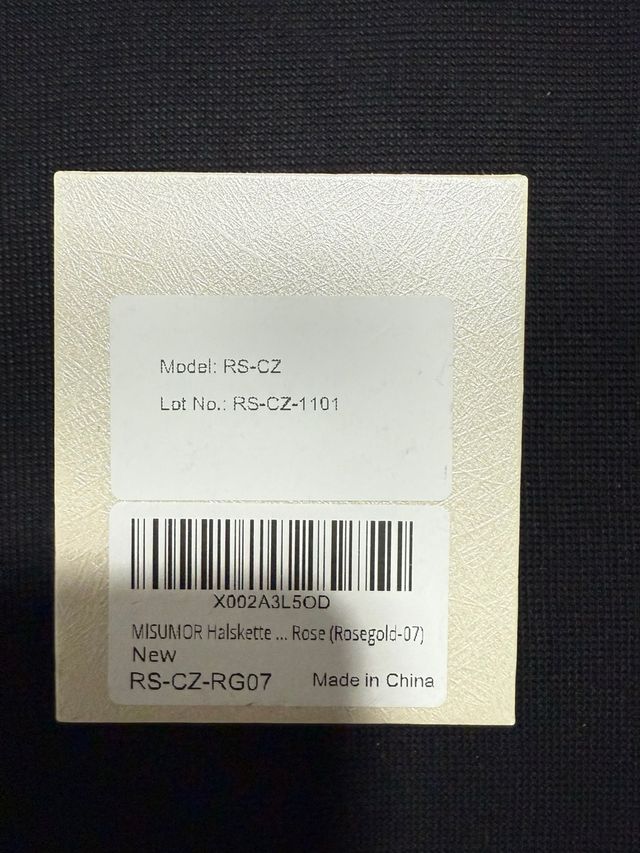 Model: RS-CZ
Lot No.: RS-CZ-1101
X002A3L5OD
MISUMOR Halskette ... Rose (Rosegold-07)
New
RS-CZ-RG07 Made in China